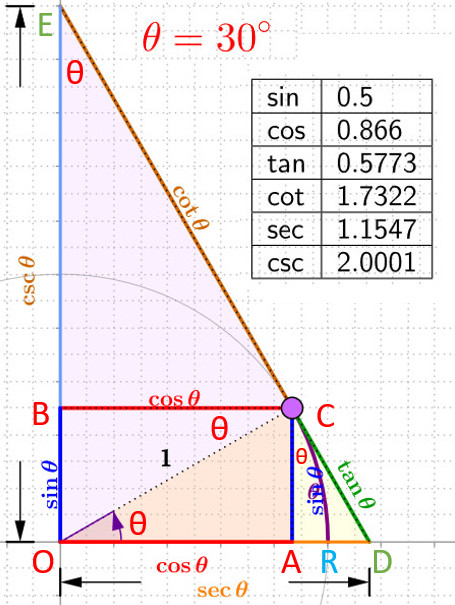 E
θ = 30°
θ
sin 0.5
cos 0.866
tan 0.5773
cot 1.7322
sec 1.1547
csc 2.0001
cot θ
csc θ
B
cos θ
C
θ
1
θ
sin θ
sin θ
tan θ
θ
O
A
R
D
cos θ
sec θ